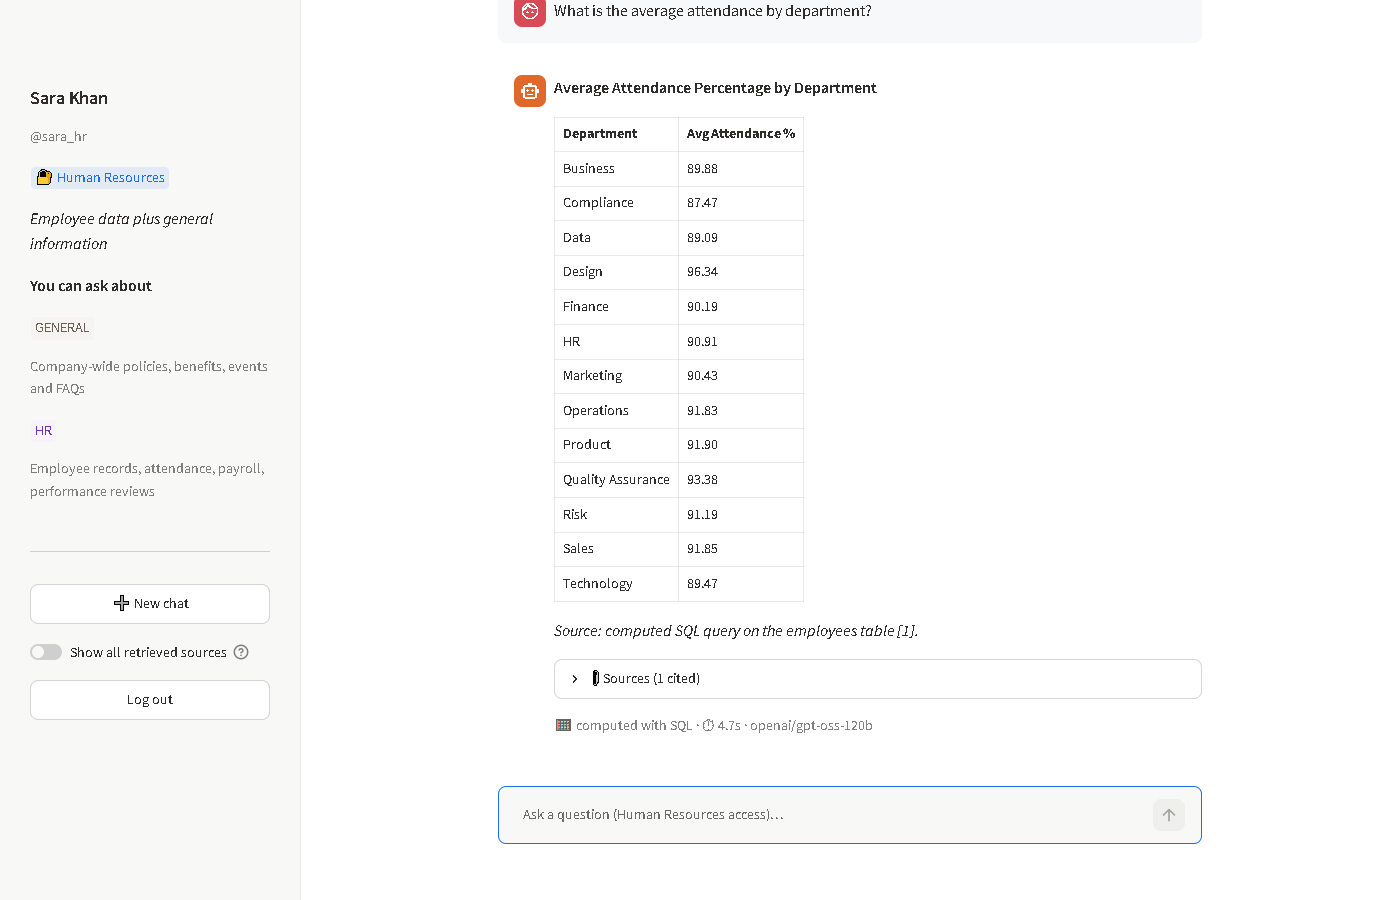 Sara Khan
@sara_hr
Human Resources
Employee data plus general
information
You can ask about
GENERAL
Company-wide policies, benefits, events
and FAQs
HR
Employee records, attendance, payroll,
performance reviews
New chat
Show all retrieved sources
Log out
What is the average attendance by department?
Average Attendance Percentage by Department
Department Avg Attendance %
Business 89.88
Compliance 87.47
Data 89.09
Design 96.34
Finance 90.19
HR 90.91
Marketing 90.43
Operations 91.83
Product 91.90
Quality Assurance 93.38
Risk 91.19
Sales 91.85
Technology 89.47
Source: computed SQL query on the employees table [1].
Sources (1 cited)
computed with SQL · ⏱ 4.7s · openai/gpt-oss-120b
Ask a question (Human Resources access)...